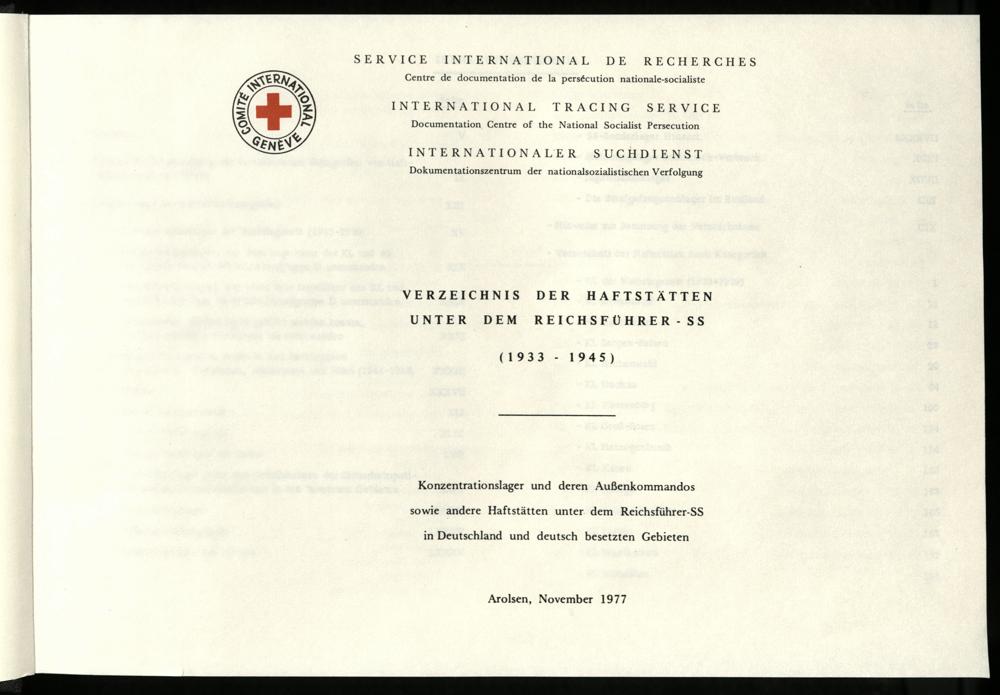 SERVICE INTERNATIONAL DE RECHERCHES
Centre de documentation de la persécution nationale-socialiste
COMITÉ INTERNATIONAL
GENÈVE
INTERNATIONAL TRACING SERVICE
Documentation Centre of the National Socialist Persecution
INTERNATIONALER SUCHDIENST
Dokumentationszentrum der nationalsozialistischen Verfolgung
VERZEICHNIS DER HAFTSTÄTTEN
UNTER DEM REICHSFÜHRER-SS
(1933 - 1945)
Konzentrationslager und deren Außenkommandos
sowie andere Haftstätten unter dem Reichsführer-SS
in Deutschland und deutsch besetzten Gebieten
Arolsen, November 1977